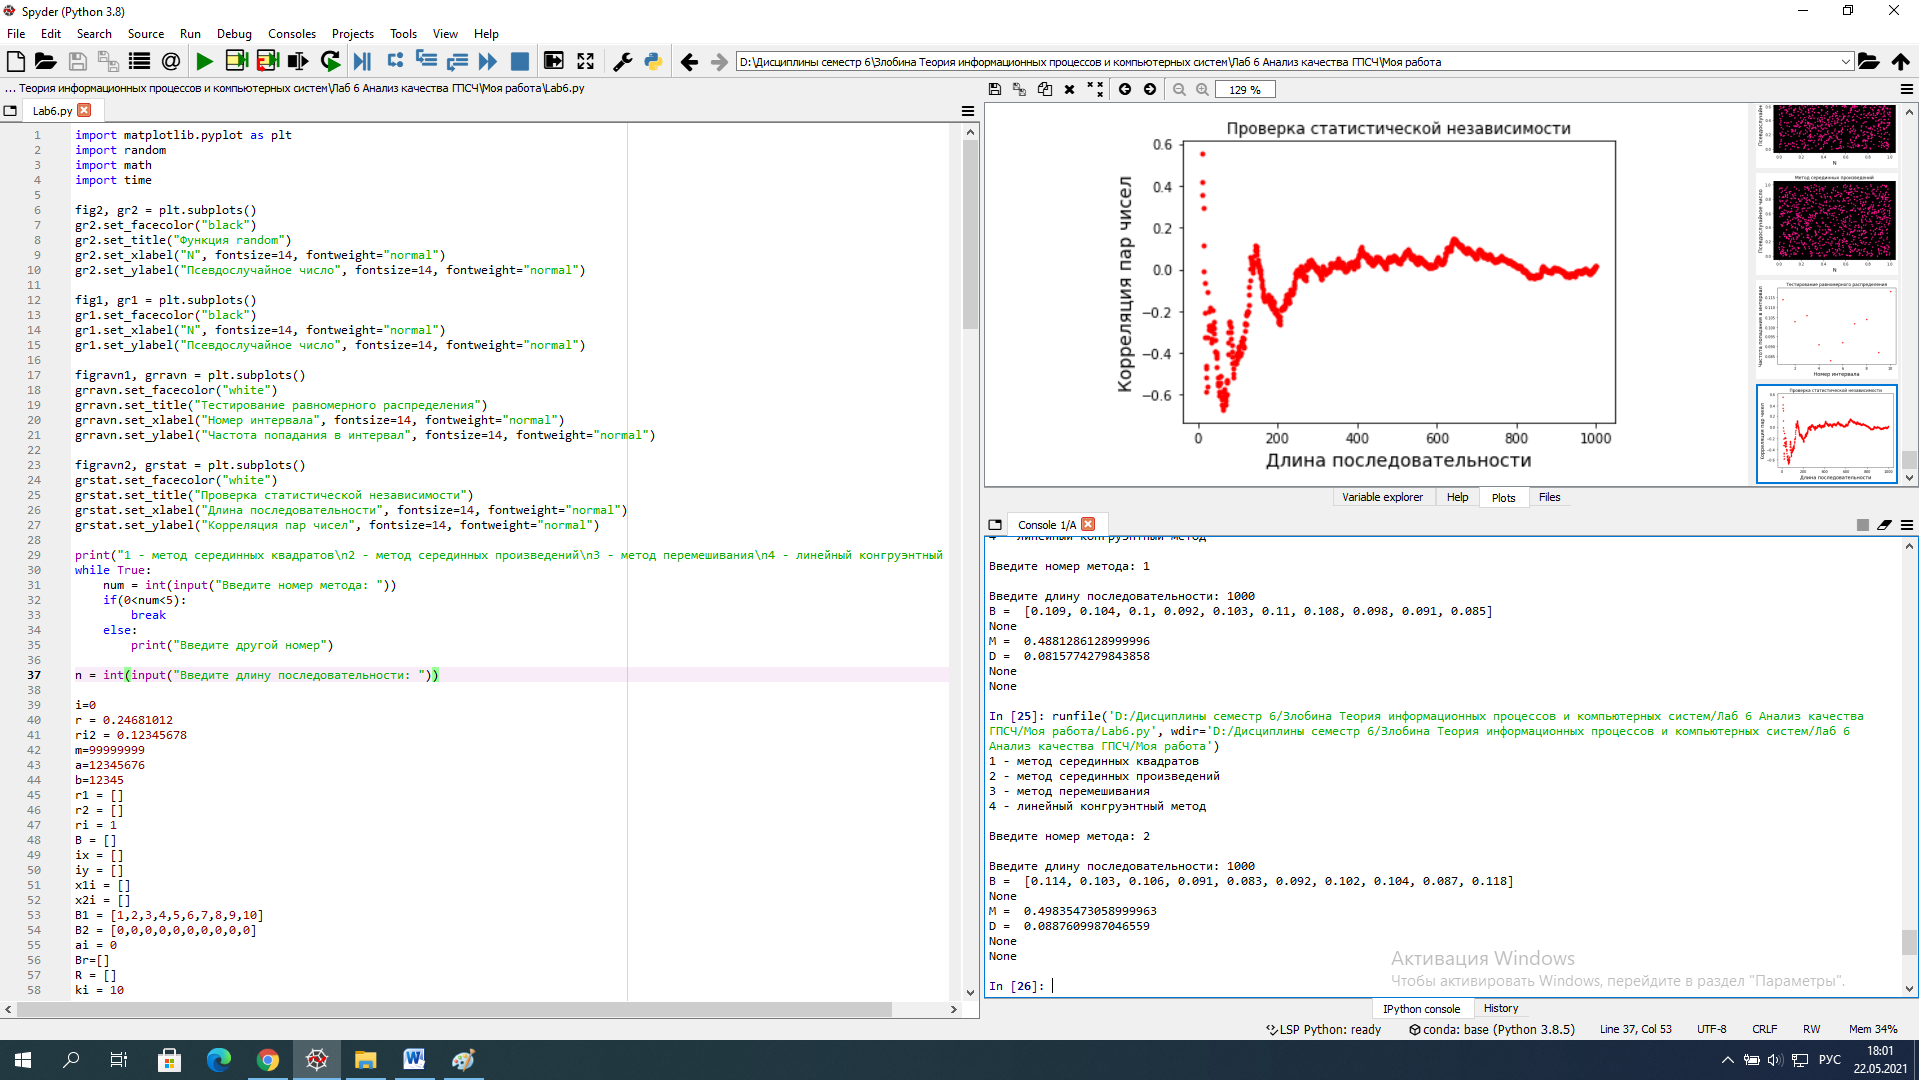 Spyder (Python 3.8)
File Edit Search Source Run Debug Consoles Projects Tools View Help
D:\Дисциплины семестр 6\Злобина Теория информационных процессов и компьютерных систем\Лаб 6 Анализ качества ГПСЧ\Моя работа
... Теория информационных процессов и компьютерных систем\Лаб 6 Анализ качества ГПСЧ\Моя работа\Lab6.py
Lab6.py
1 import matplotlib.pyplot as plt
2 import random
3 import math
4 import time
5
6 fig2, gr2 = plt.subplots()
7 gr2.set_facecolor("black")
8 gr2.set_title("Функция random")
9 gr2.set_xlabel("N", fontsize=14, fontweight="normal")
10 gr2.set_ylabel("Псевдослучайное число", fontsize=14, fontweight="normal")
11
12 fig1, gr1 = plt.subplots()
13 gr1.set_facecolor("black")
14 gr1.set_xlabel("N", fontsize=14, fontweight="normal")
15 gr1.set_ylabel("Псевдослучайное число", fontsize=14, fontweight="normal")
16
17 figravn1, grravn = plt.subplots()
18 grravn.set_facecolor("white")
19 grravn.set_title("Тестирование равномерного распределения")
20 grravn.set_xlabel("Номер интервала", fontsize=14, fontweight="normal")
21 grravn.set_ylabel("Частота попадания в интервал", fontsize=14, fontweight="normal")
22
23 figravn2, grstat = plt.subplots()
24 grstat.set_facecolor("white")
25 grstat.set_title("Проверка статистической независимости")
26 grstat.set_xlabel("Длина последовательности", fontsize=14, fontweight="normal")
27 grstat.set_ylabel("Корреляция пар чисел", fontsize=14, fontweight="normal")
28
29 print("1 - метод серединных квадратов\n2 - метод серединных произведений\n3 - метод перемешивания\n4 - линейный конгруэнтный
30 while True:
31 num = int(input("Введите номер метода: "))
32 if(0<num<5):
33 break
34 else:
35 print("Введите другой номер")
36
37 n = int(input("Введите длину последовательности: "))
38
39 i=0
40 r = 0.24681012
41 ri2 = 0.12345678
42 m=99999999
43 a=12345676
44 b=12345
45 r1 = []
46 r2 = []
47 ri = 1
48 B = []
49 ix = []
50 iy = []
51 x1i = []
52 x2i = []
53 B1 = [1,2,3,4,5,6,7,8,9,10]
54 B2 = [0,0,0,0,0,0,0,0,0,0]
55 ai = 0
56 Br=[]
57 R = []
58 ki = 10
129 %
Проверка статистической независимости
Корреляция пар чисел
0.6
0.4
0.2
0.0
−0.2
−0.4
−0.6
0 200 400 600 800 1000
Длина последовательности
N
Метод серединных произведений
Псевдослучайное число
N
Тестирование равномерного распределения
Частота попадания в интервал
Номер интервала
Проверка статистической независимости
Корреляция пар чисел
Длина последовательности
Variable explorer Help Plots Files
Console 1/A
4 - линейный конгруэнтный метод
Введите номер метода: 1
Введите длину последовательности: 1000
B = [0.109, 0.104, 0.1, 0.092, 0.103, 0.11, 0.108, 0.098, 0.091, 0.085]
None
M = 0.4881286128999996
D = 0.0815774279843858
None
None
In [25]: runfile('D:/Дисциплины семестр 6/Злобина Теория информационных процессов и компьютерных систем/Лаб 6 Анализ качества
ГПСЧ/Моя работа/Lab6.py', wdir='D:/Дисциплины семестр 6/Злобина Теория информационных процессов и компьютерных систем/Лаб 6
Анализ качества ГПСЧ/Моя работа')
1 - метод серединных квадратов
2 - метод серединных произведений
3 - метод перемешивания
4 - линейный конгруэнтный метод
Введите номер метода: 2
Введите длину последовательности: 1000
B = [0.114, 0.103, 0.106, 0.091, 0.083, 0.092, 0.102, 0.104, 0.087, 0.118]
None
M = 0.49835473058999963
D = 0.0887609987046559
None
None
In [26]:
Активация Windows
Чтобы активировать Windows, перейдите в раздел "Параметры".
IPython console History
LSP Python: ready conda: base (Python 3.8.5) Line 37, Col 53 UTF-8 CRLF RW Mem 34%
РУС
18:01
22.05.2021